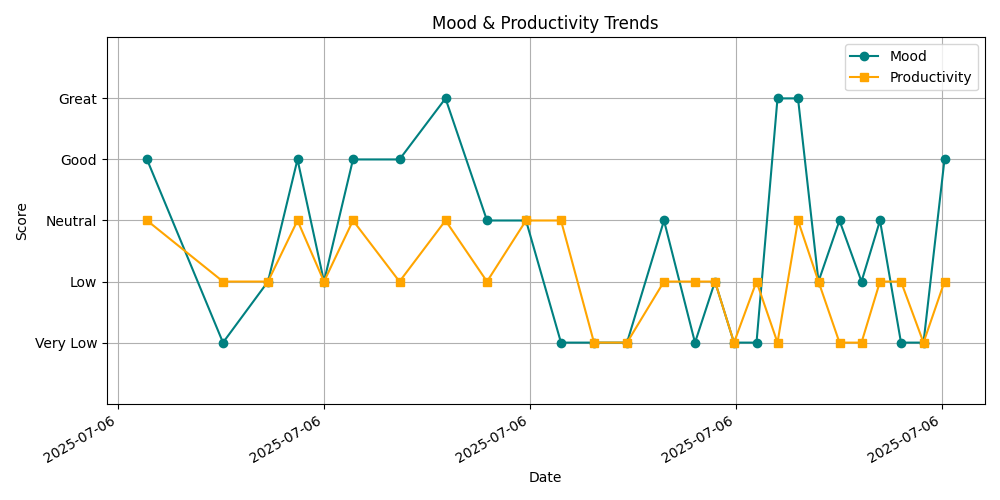 Mood & Productivity Trends
Mood
Productivity
Great
Good
Neutral
Low
Very Low
Score
2025-07-06
2025-07-06
2025-07-06
2025-07-06
2025-07-06
Date